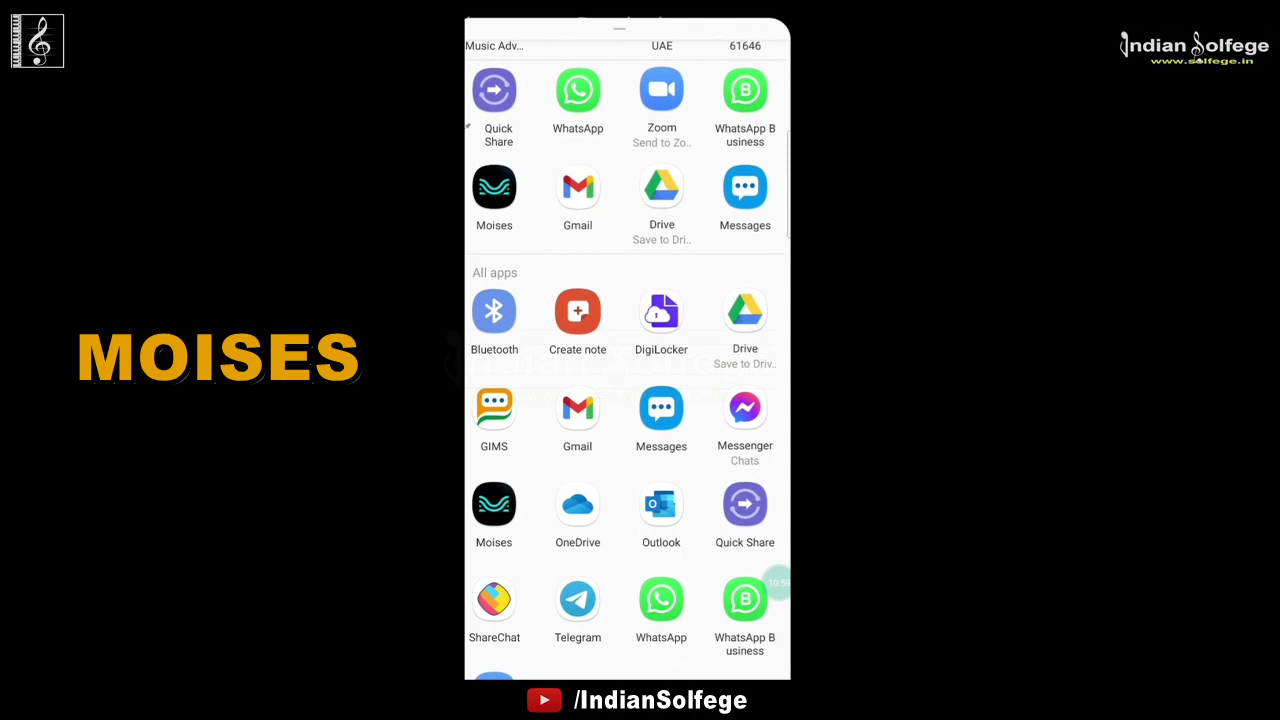 Indian Solfege
www.solfege.in
Music Adv... UAE 61646
Quick Share WhatsApp Zoom Send to Zo.. WhatsApp B usiness
Moises Gmail Drive Save to Dri.. Messages
All apps
Bluetooth Create note DigiLocker Drive Save to Driv..
MOISES
GIMS Gmail Messages Messenger Chats
Moises OneDrive Outlook Quick Share
10:59
ShareChat Telegram WhatsApp WhatsApp B usiness
/IndianSolfege